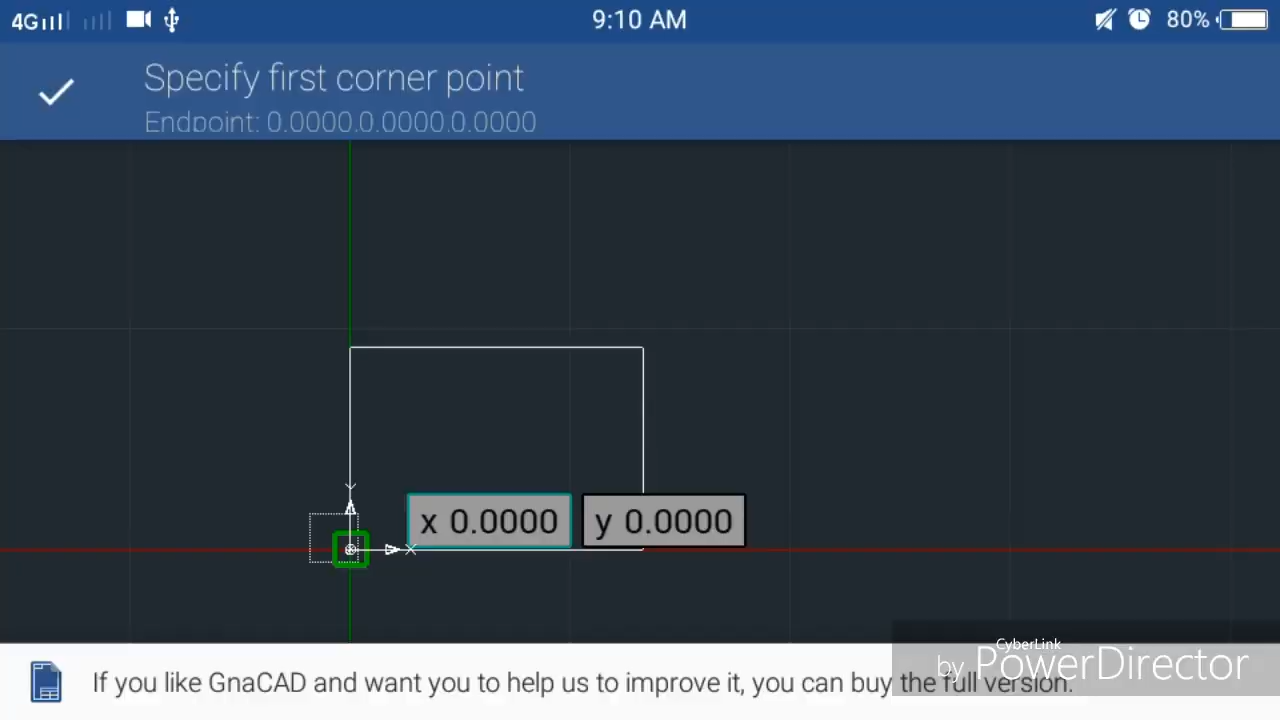 4G 9:10 AM 80%
Specify first corner point
Endpoint: 0.0000,0.0000,0.0000
x 0.0000 y 0.0000
CyberLink
by PowerDirector
If you like GnaCAD and want you to help us to improve it, you can buy the full version.